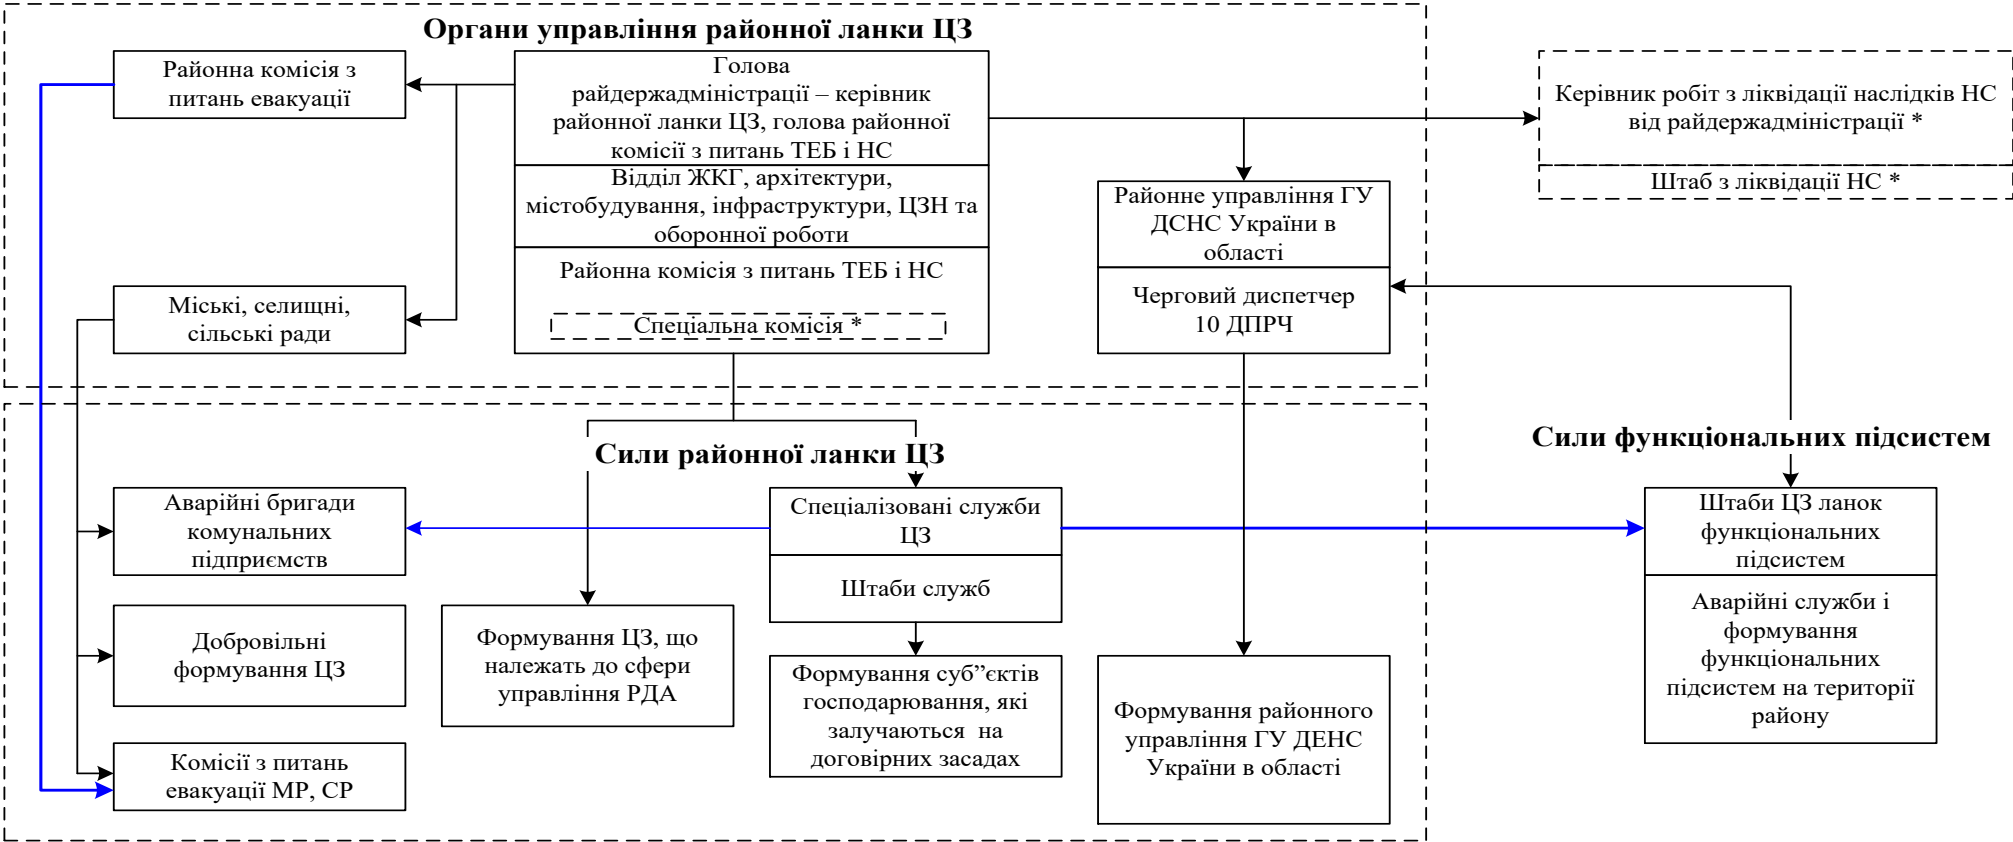 Органи управління районної ланки ЦЗ
Районна комісія з
питань евакуації
Голова
райдержадміністрації – керівник
районної ланки ЦЗ, голова районної
комісії з питань ТЕБ і НС
Відділ ЖКГ, архітектури,
містобудування, інфраструктури, ЦЗН та
оборонної роботи
Районна комісія з питань ТЕБ і НС
Спеціальна комісія *
Керівник робіт з ліквідації наслідків НС
від райдержадміністрації *
Штаб з ліквідації НС *
Районне управління ГУ
ДСНС України в
області
Черговий диспетчер
10 ДПРЧ
Міські, селищні,
сільські ради
Сили районної ланки ЦЗ
Сили функціональних підсистем
Аварійні бригади
комунальних
підприємств
Спеціалізовані служби
ЦЗ
Штаби служб
Штаби ЦЗ ланок
функціональних
підсистем
Аварійні служби і
формування
функціональних
підсистем на території
району
Добровільні
формування ЦЗ
Формування ЦЗ, що
належать до сфери
управління РДА
Формування суб”єктів
господарювання, які
залучаються на
договірних засадах
Формування районного
управління ГУ ДЕНС
України в області
Комісії з питань
евакуації МР, СР